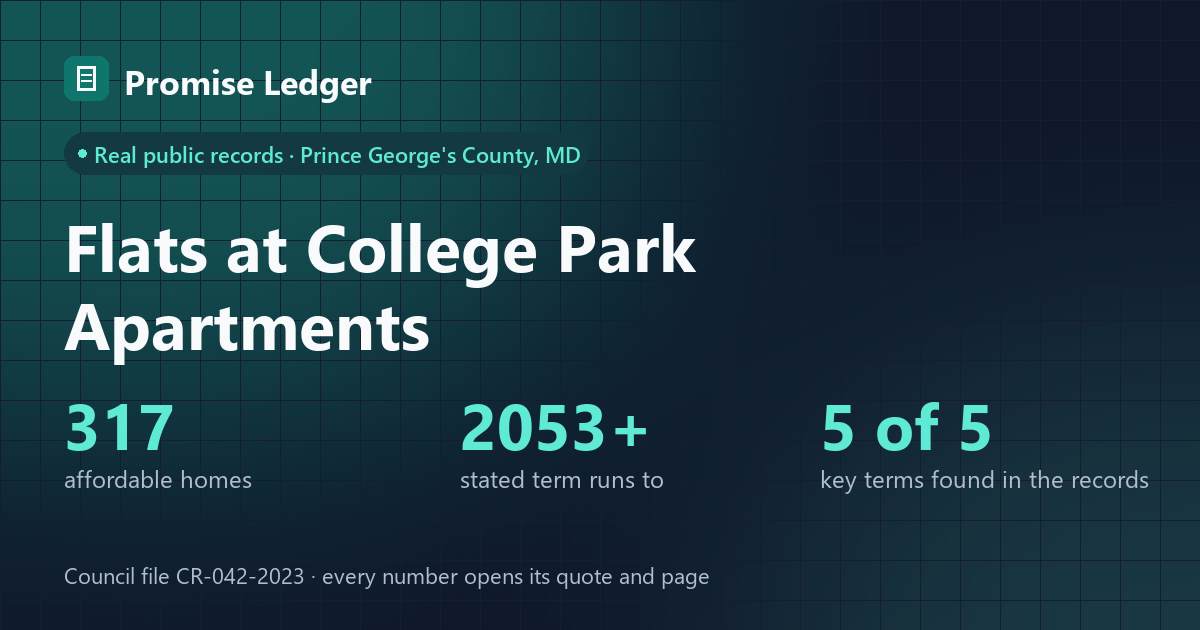 Promise Ledger
Real public records · Prince George's County, MD
Flats at College Park
Apartments
317
affordable homes
2053+
stated term runs to
5 of 5
key terms found in the records
Council file CR-042-2023 · every number opens its quote and page